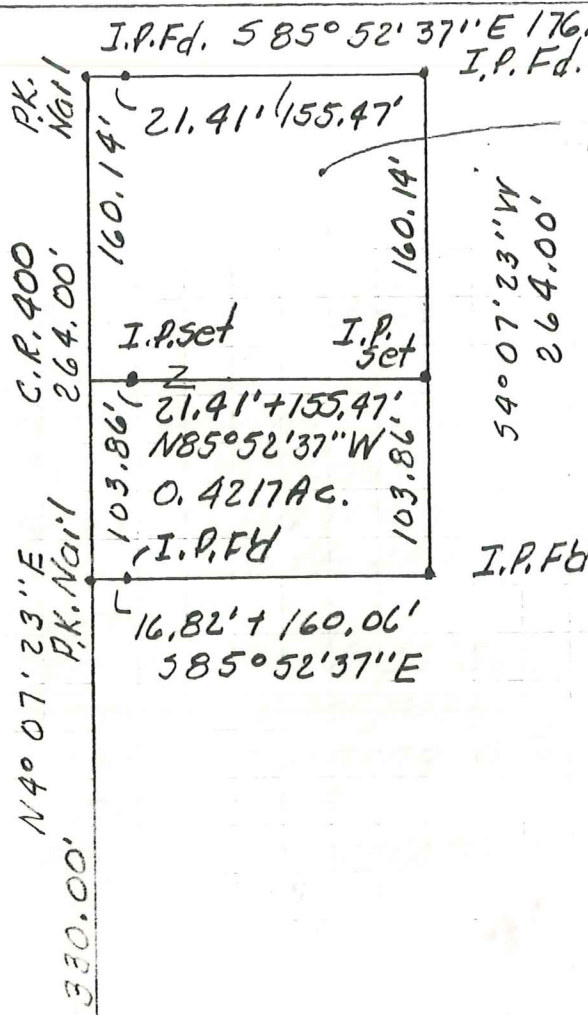 I.P.Fd. S 85° 52' 37"E 176.
I.P. Fd.
P.K. Nail
21.41' 155.47'
160.14'
160.14'
C.R. 400
264.00'
S4° 07' 23"W
264.00'
I.P.set
I.P. set
2
21.41'+155.47'
N85°52'37"W
0.4217Ac.
103.86'
103.86'
I.P.Fd
I.P.Fd
16.82'+160.06'
S85°52'37"E
N4° 07' 23"E
P.K. Nail
330.00'